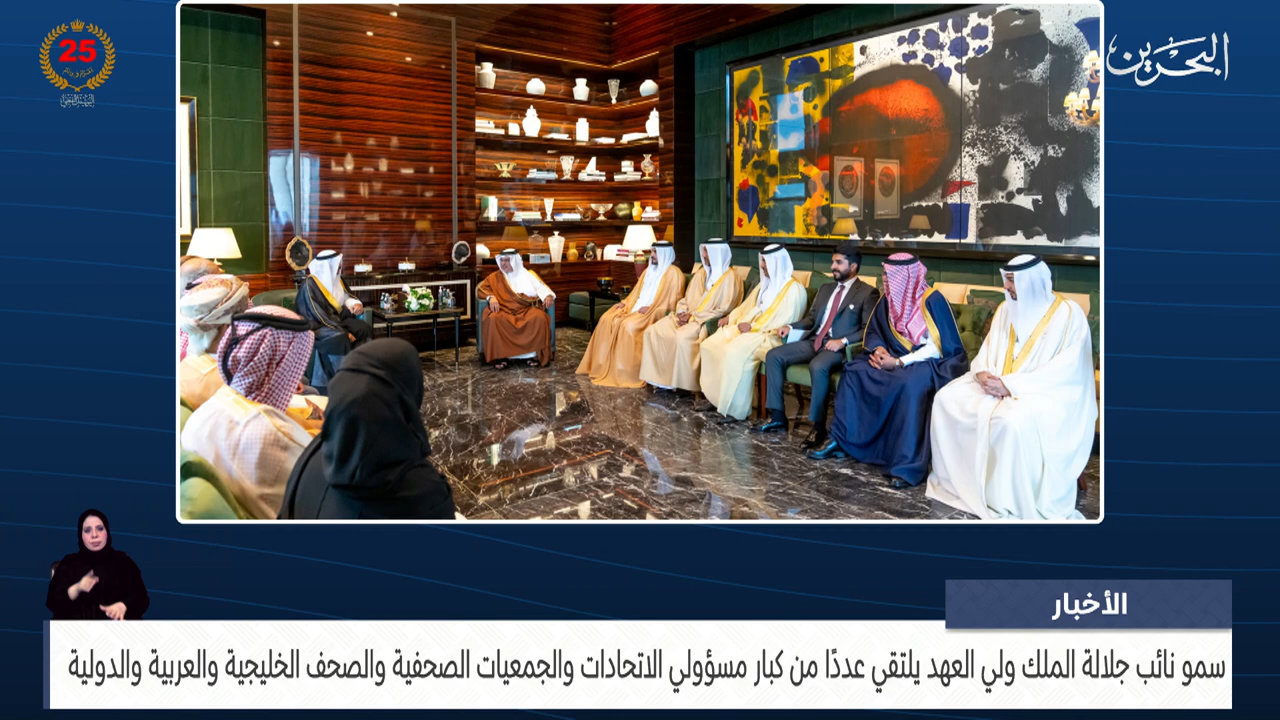 25
البحرين
الأخبار
سمو نائب جلالة الملك ولي العهد يلتقي عددًا من كبار مسؤولي الاتحادات والجمعيات الصحفية والصحف الخليجية والعربية والدولية